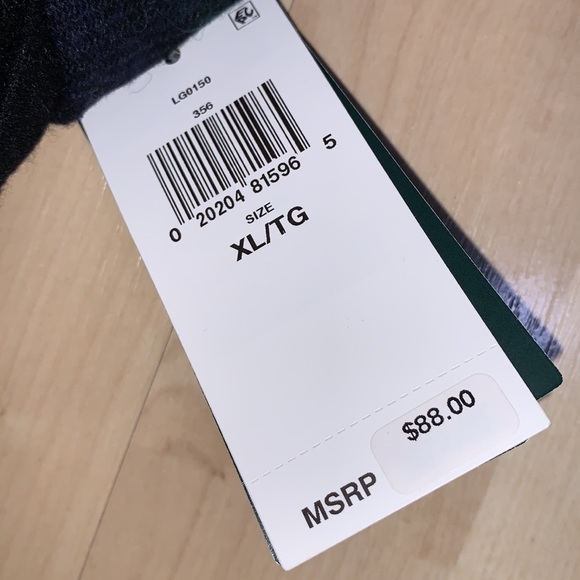 LG0150
356
0 20204 81596 5
SIZE
XL/TG
$88.00
MSRP